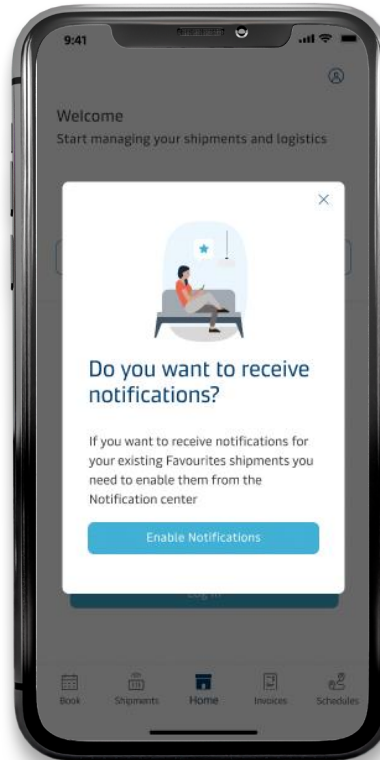 9:41
Welcome
Start managing your shipments and logistics
Do you want to receive
notifications?
If you want to receive notifications for
your existing Favourites shipments you
need to enable them from the
Notification center
Enable Notifications
Log in
Book Shipments Home Invoices Schedules